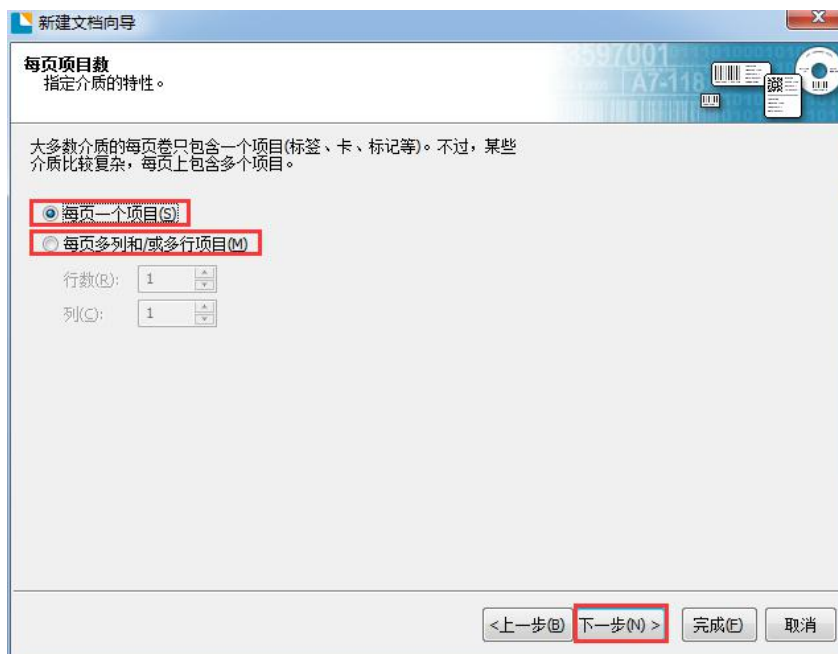 新建文档向导
每页项目数
指定介质的特性。
3597001
A7-118
大多数介质的每页卷只包含一个项目(标签、卡、标记等)。不过，某些
介质比较复杂，每页上包含多个项目。
每页一个项目(S)
每页多列和/或多行项目(M)
行数(R): 1
列(C): 1
<上一步(B) 下一步(N) > 完成(F) 取消